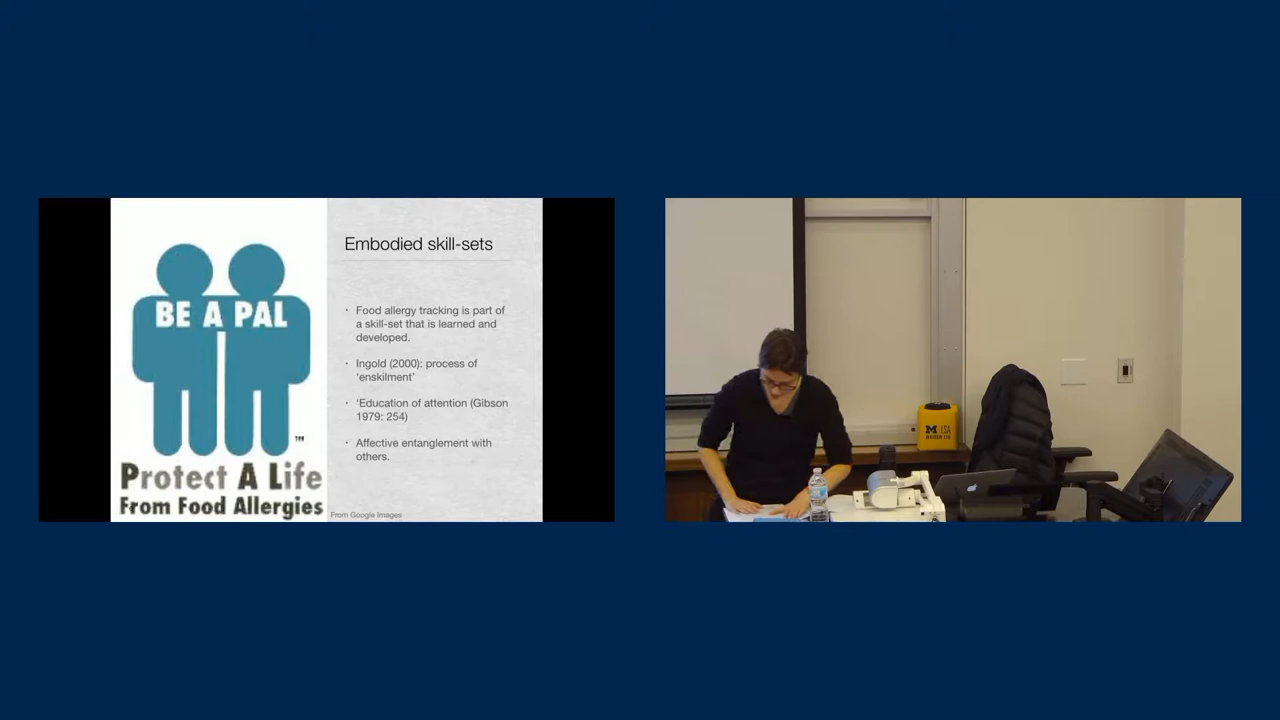 BE A PAL
™
Protect A Life
From Food Allergies
Embodied skill-sets
· Food allergy tracking is part of
a skill-set that is learned and
developed.
· Ingold (2000): process of
‘enskilment’
· ‘Education of attention (Gibson
1979: 254)
· Affective entanglement with
others.
From Google Images
M LSA
WEISER 110